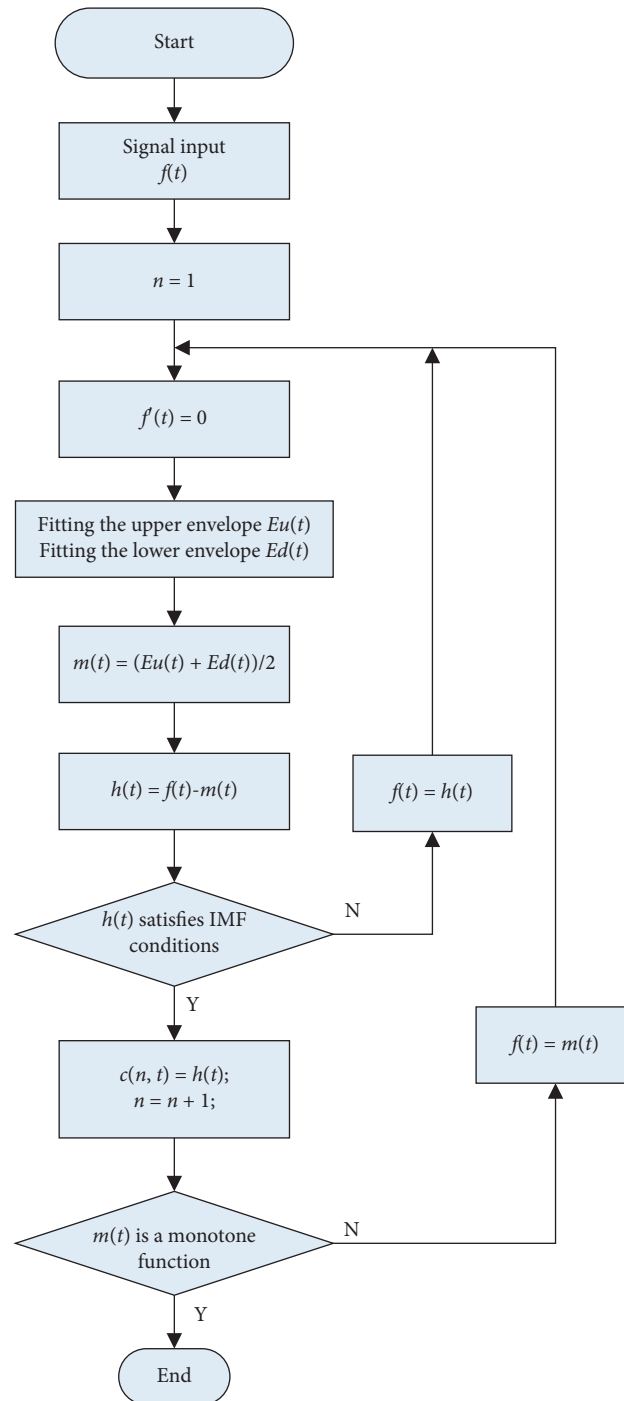 Start
Signal input
f(t)
n = 1
f'(t) = 0
Fitting the upper envelope Eu(t)
Fitting the lower envelope Ed(t)
m(t) = (Eu(t) + Ed(t))/2
h(t) = f(t)-m(t)
f(t) = h(t)
h(t) satisfies IMF
conditions
N
Y
c(n, t) = h(t);
n = n + 1;
f(t) = m(t)
m(t) is a monotone
function
N
Y
End